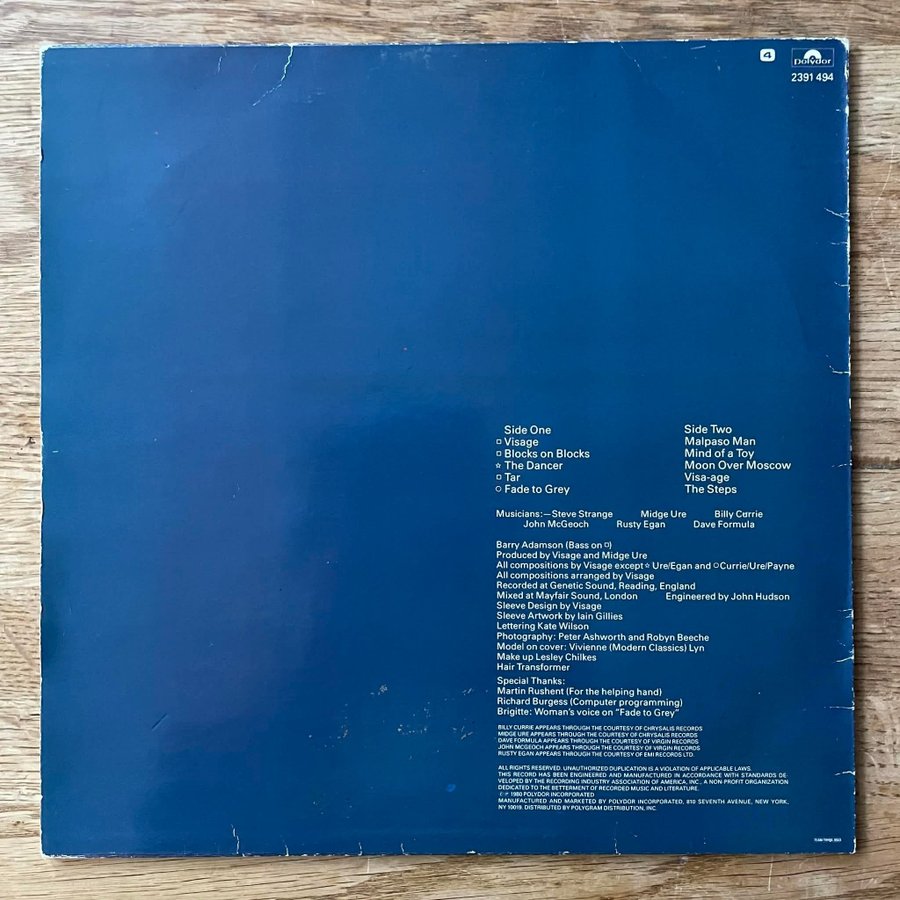 4
Polydor
2391 494
Side One
□ Visage
□ Blocks on Blocks
☆ The Dancer
□ Tar
○ Fade to Grey
Side Two
Malpaso Man
Mind of a Toy
Moon Over Moscow
Visa-age
The Steps
Musicians:—Steve Strange Midge Ure Billy Currie
John McGeoch Rusty Egan Dave Formula
Barry Adamson (Bass on □)
Produced by Visage and Midge Ure
All compositions by Visage except ☆ Ure/Egan and ○ Currie/Ure/Payne
All compositions arranged by Visage
Recorded at Genetic Sound, Reading, England
Mixed at Mayfair Sound, London Engineered by John Hudson
Sleeve Design by Visage
Sleeve Artwork by Iain Gillies
Lettering Kate Wilson
Photography: Peter Ashworth and Robyn Beeche
Model on cover: Vivienne (Modern Classics) Lyn
Make up Lesley Chilkes
Hair Transformer
Special Thanks:
Martin Rushent (For the helping hand)
Richard Burgess (Computer programming)
Brigitte: Woman's voice on "Fade to Grey"
BILLY CURRIE APPEARS THROUGH THE COURTESY OF CHRYSALIS RECORDS
MIDGE URE APPEARS THROUGH THE COURTESY OF CHRYSALIS RECORDS
DAVE FORMULA APPEARS THROUGH THE COURTESY OF VIRGIN RECORDS
JOHN McGEOCH APPEARS THROUGH THE COURTESY OF VIRGIN RECORDS
RUSTY EGAN APPEARS THROUGH THE COURTESY OF EMI RECORDS LTD.
ALL RIGHTS RESERVED. UNAUTHORIZED DUPLICATION IS A VIOLATION OF APPLICABLE LAWS.
THIS RECORD HAS BEEN ENGINEERED AND MANUFACTURED IN ACCORDANCE WITH STANDARDS DE-
VELOPED BY THE RECORDING INDUSTRY ASSOCIATION OF AMERICA, INC., A NON-PROFIT ORGANIZATION
DEDICATED TO THE BETTERMENT OF RECORDED MUSIC AND LITERATURE.
© ℗ 1980 POLYDOR INCORPORATED
MANUFACTURED AND MARKETED BY POLYDOR INCORPORATED, 810 SEVENTH AVENUE, NEW YORK,
NY 10019. DISTRIBUTED BY POLYGRAM DISTRIBUTION, INC.